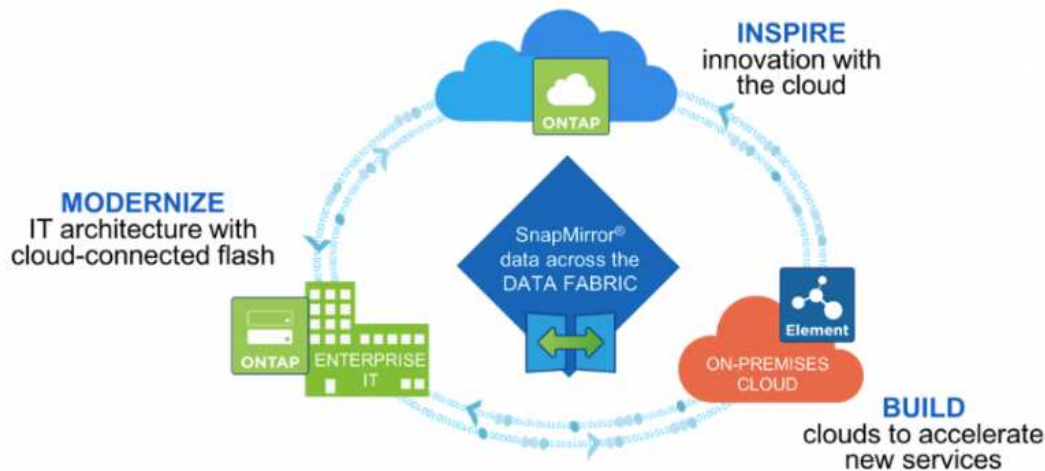 INSPIRE
innovation with
the cloud
ONTAP
MODERNIZE
IT architecture with
cloud-connected flash
SnapMirror®
data across the
DATA FABRIC
ONTAP
ENTERPRISE
IT
Element
ON-PREMISES
CLOUD
BUILD
clouds to accelerate
new services